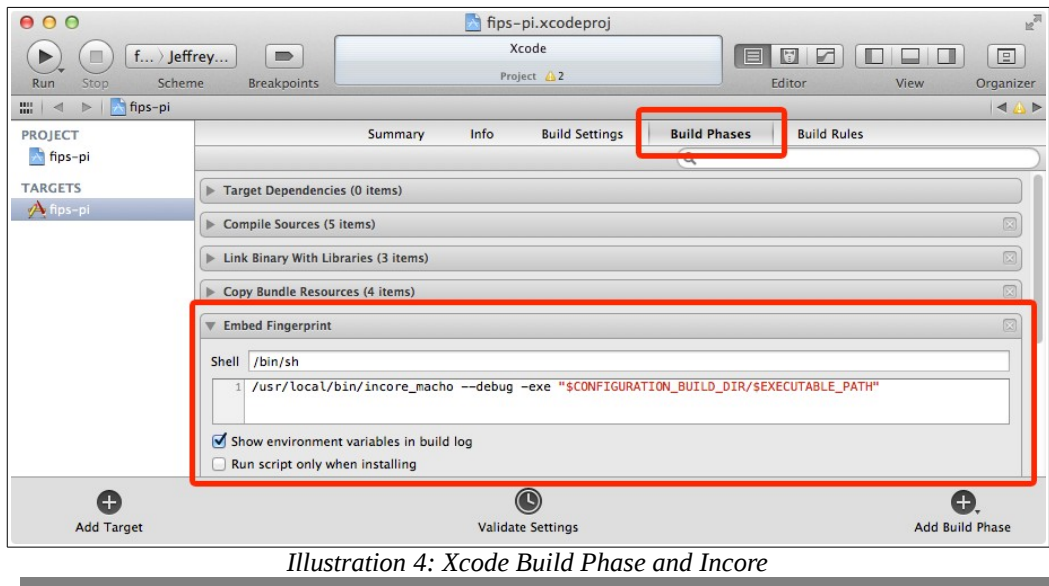 fips-pi.xcodeproj
f... 〉Jeffrey...
Xcode
Project 2
Run Stop Scheme Breakpoints Editor View Organizer
fips-pi
PROJECT
fips-pi
TARGETS
fips-pi
Summary Info Build Settings Build Phases Build Rules
Target Dependencies (0 items)
Compile Sources (5 items)
Link Binary With Libraries (3 items)
Copy Bundle Resources (4 items)
Embed Fingerprint
Shell /bin/sh
1 /usr/local/bin/incore_macho --debug -exe "$CONFIGURATION_BUILD_DIR/$EXECUTABLE_PATH"
Show environment variables in build log
Run script only when installing
Add Target Validate Settings Add Build Phase
Illustration 4: Xcode Build Phase and Incore